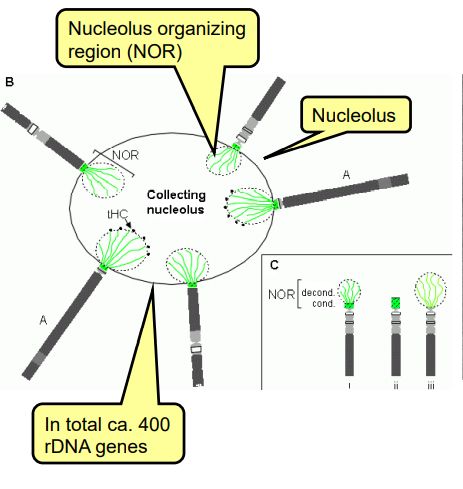 Nucleolus organizing
region (NOR)
B
Nucleolus
NOR
Collecting
nucleolus
A
tHC
C
NOR
decond.
cond.
A
i
ii
iii
In total ca. 400
rDNA genes